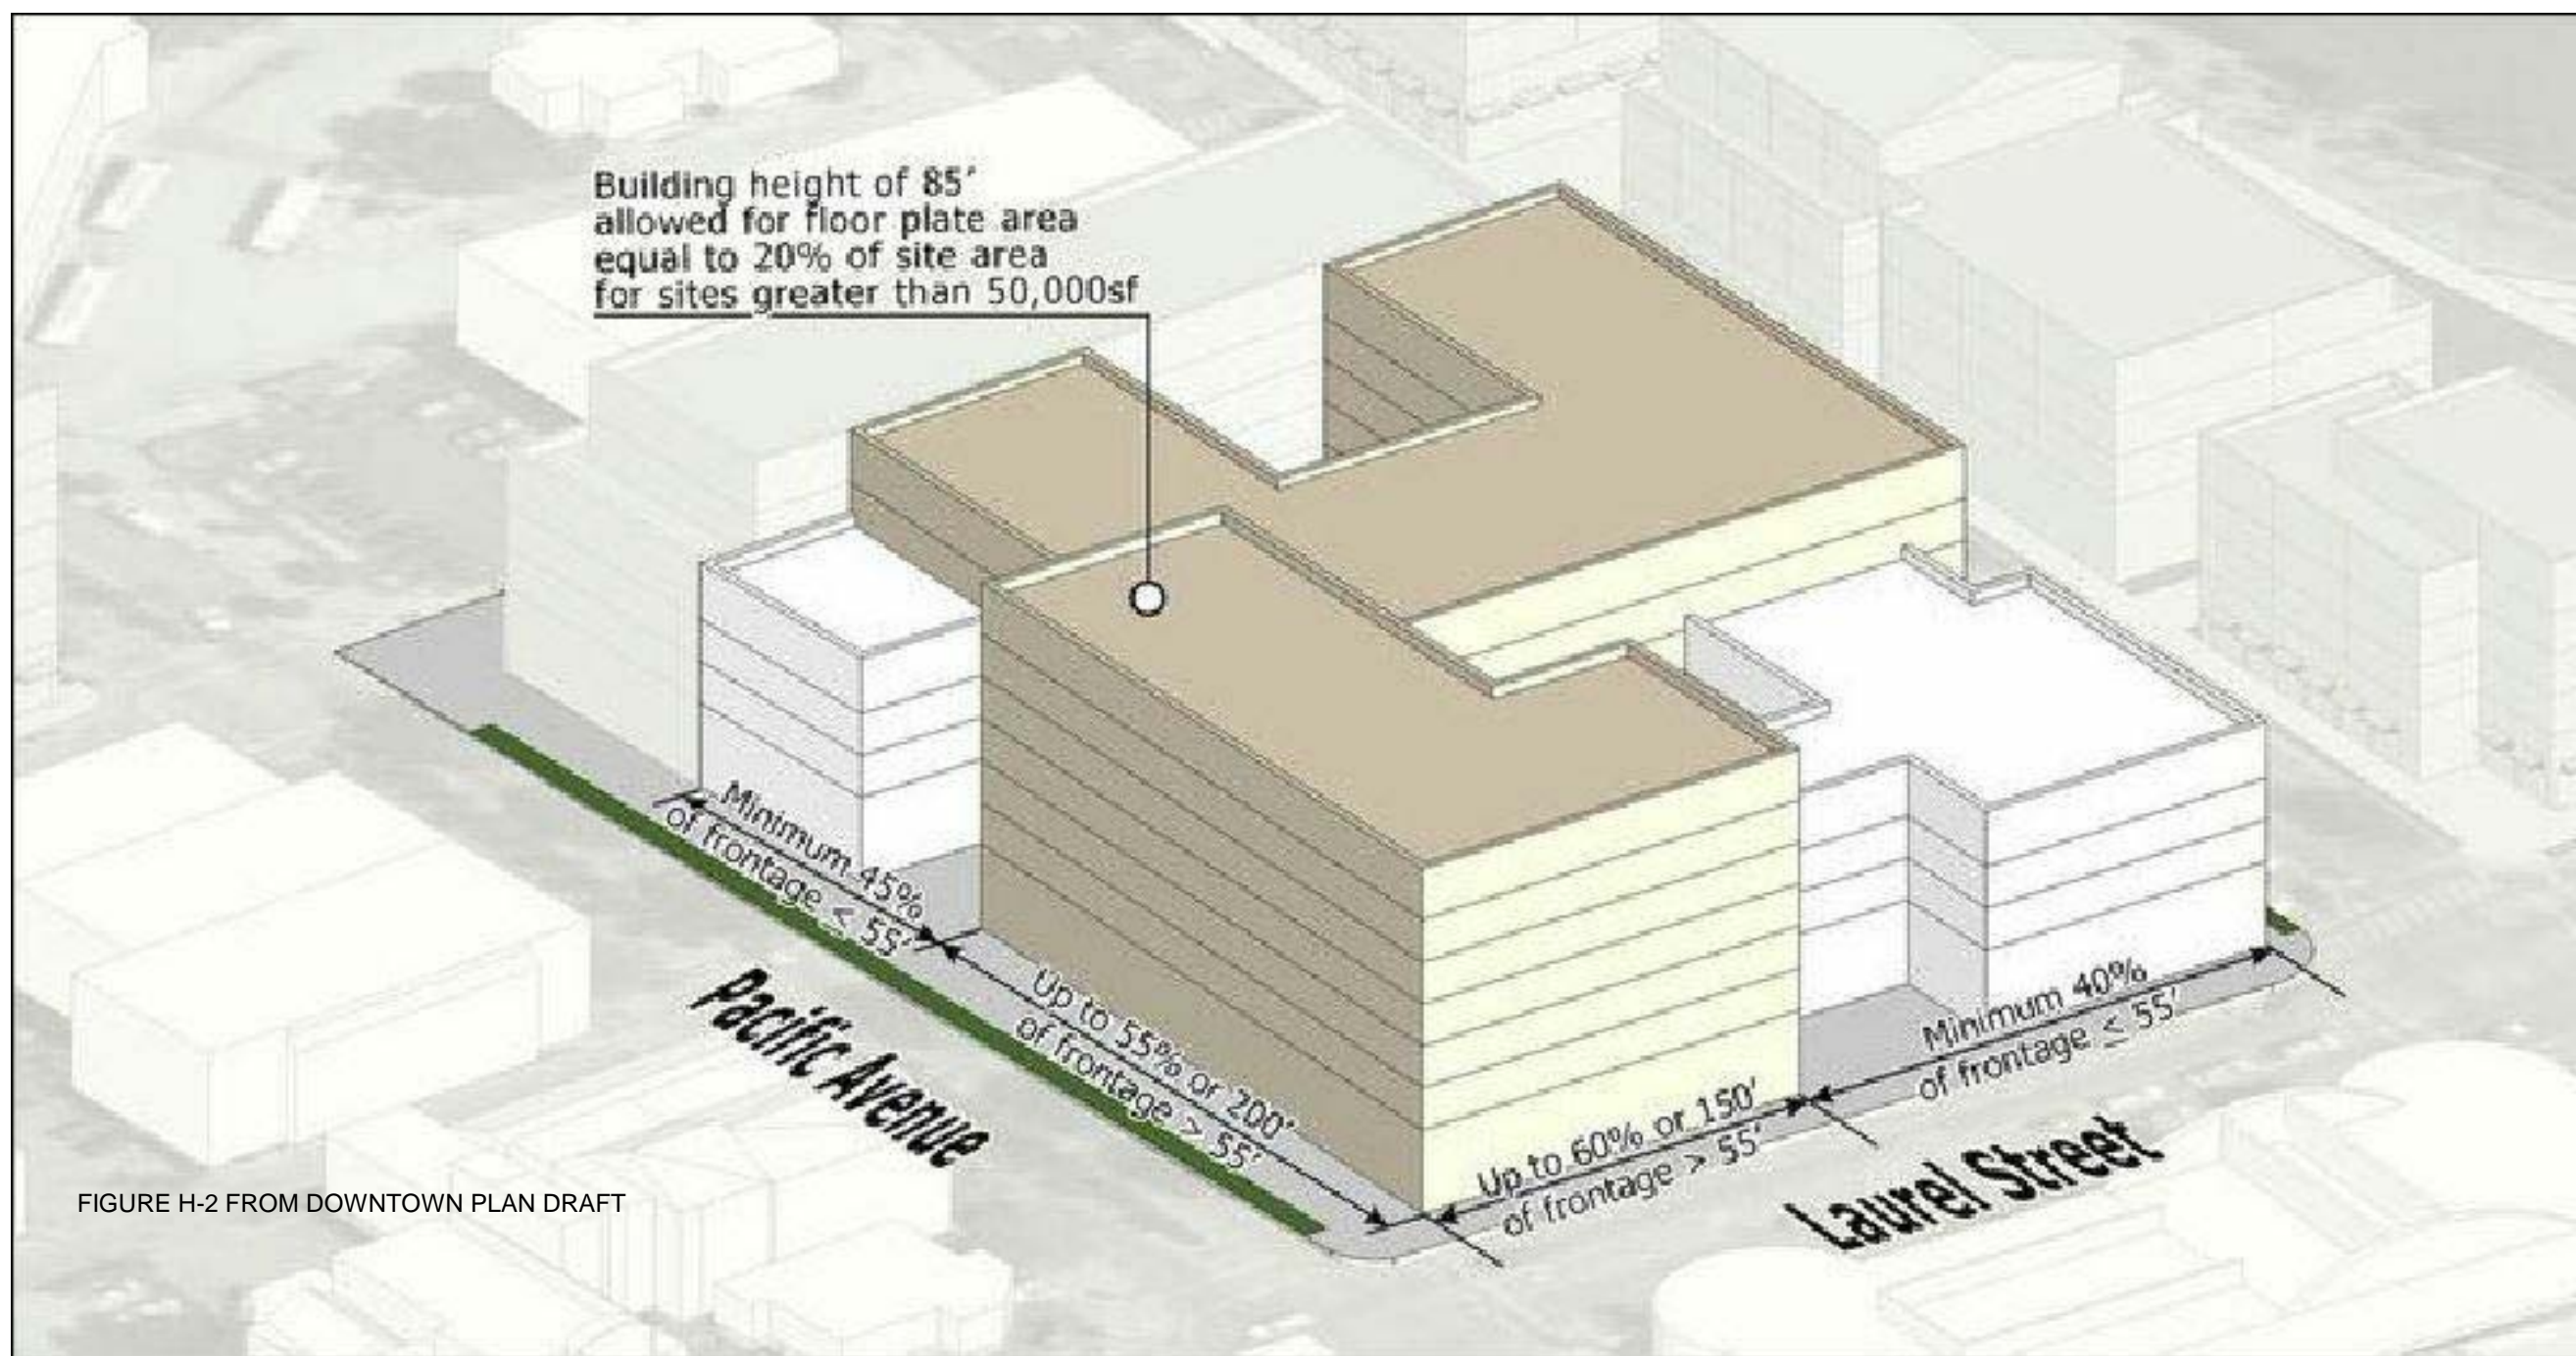 Building height of 85'
allowed for floor plate area
equal to 20% of site area
for sites greater than 50,000sf
Minimum 45%
of frontage ≤ 55'
Up to 55% or 200'
of frontage > 55'
Pacific Avenue
Up to 60% or 150'
of frontage > 55'
Minimum 40%
of frontage ≤ 55'
Laurel Street
FIGURE H-2 FROM DOWNTOWN PLAN DRAFT